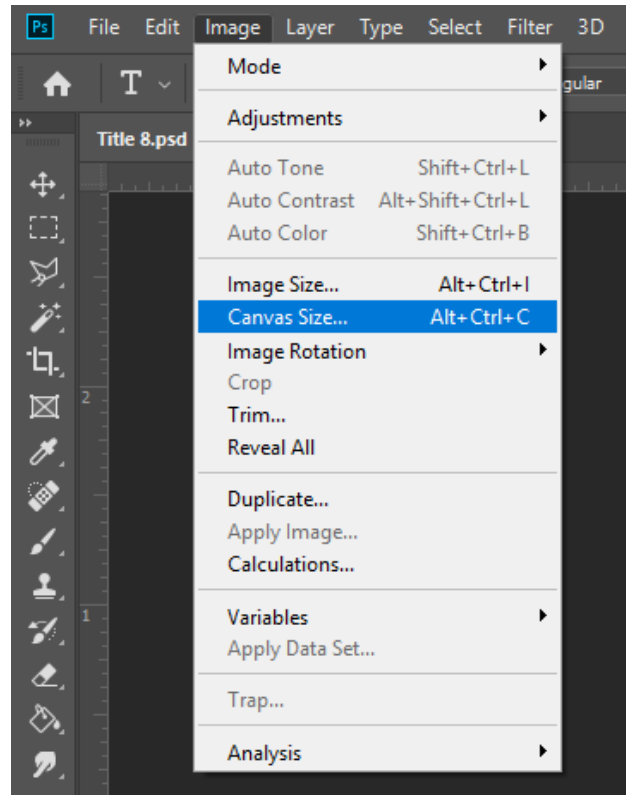 Ps File Edit Image Layer Type Select Filter 3D
T
gular
Title 8.psd
Mode
Adjustments
Auto Tone Shift+Ctrl+L
Auto Contrast Alt+Shift+Ctrl+L
Auto Color Shift+Ctrl+B
Image Size... Alt+Ctrl+I
Canvas Size... Alt+Ctrl+C
Image Rotation
Crop
Trim...
Reveal All
Duplicate...
Apply Image...
Calculations...
Variables
Apply Data Set...
Trap...
Analysis
2
1